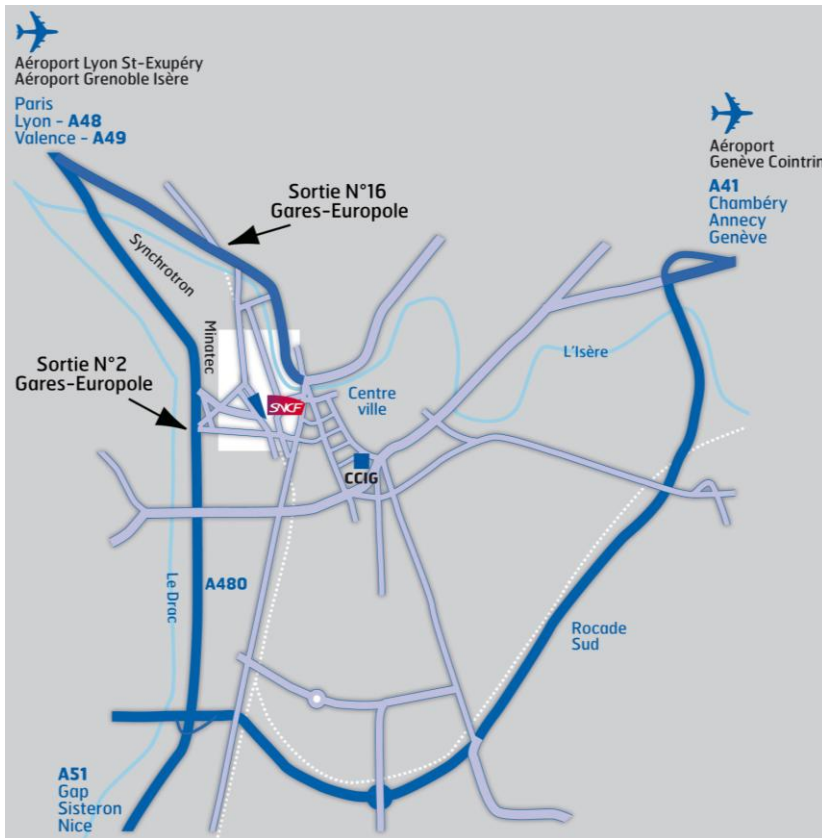 Aéroport Lyon St-Exupéry
Aéroport Grenoble Isère
Paris
Lyon - A48
Valence - A49
Aéroport
Genève Cointrin
A41
Chambéry
Annecy
Genève
Sortie N°16
Gares-Europole
Synchrotron
Minatec
Sortie N°2
Gares-Europole
SNCF
Centre
ville
L'Isère
CCIG
Le Drac
A480
Rocade
Sud
A51
Gap
Sisteron
Nice